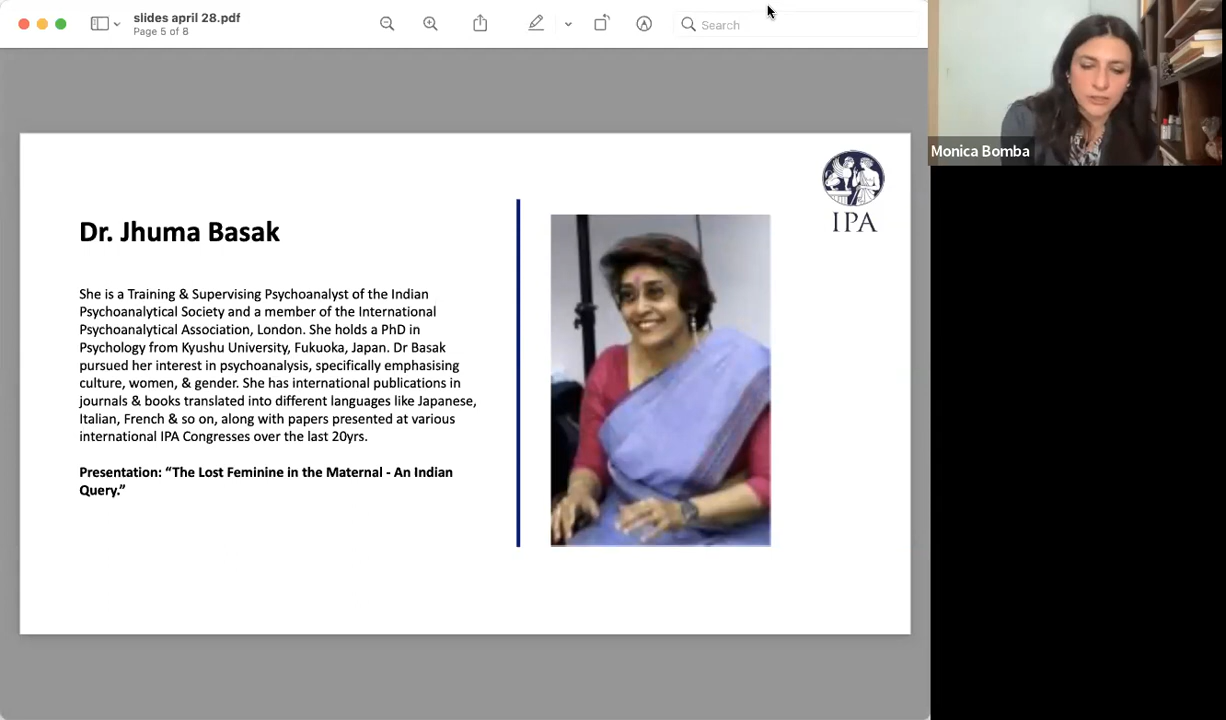 slides april 28.pdf
Page 5 of 8
Search
Monica Bomba
IPA
Dr. Jhuma Basak
She is a Training & Supervising Psychoanalyst of the Indian
Psychoanalytical Society and a member of the International
Psychoanalytical Association, London. She holds a PhD in
Psychology from Kyushu University, Fukuoka, Japan. Dr Basak
pursued her interest in psychoanalysis, specifically emphasising
culture, women, & gender. She has international publications in
journals & books translated into different languages like Japanese,
Italian, French & so on, along with papers presented at various
international IPA Congresses over the last 20yrs.
Presentation: “The Lost Feminine in the Maternal - An Indian
Query.”